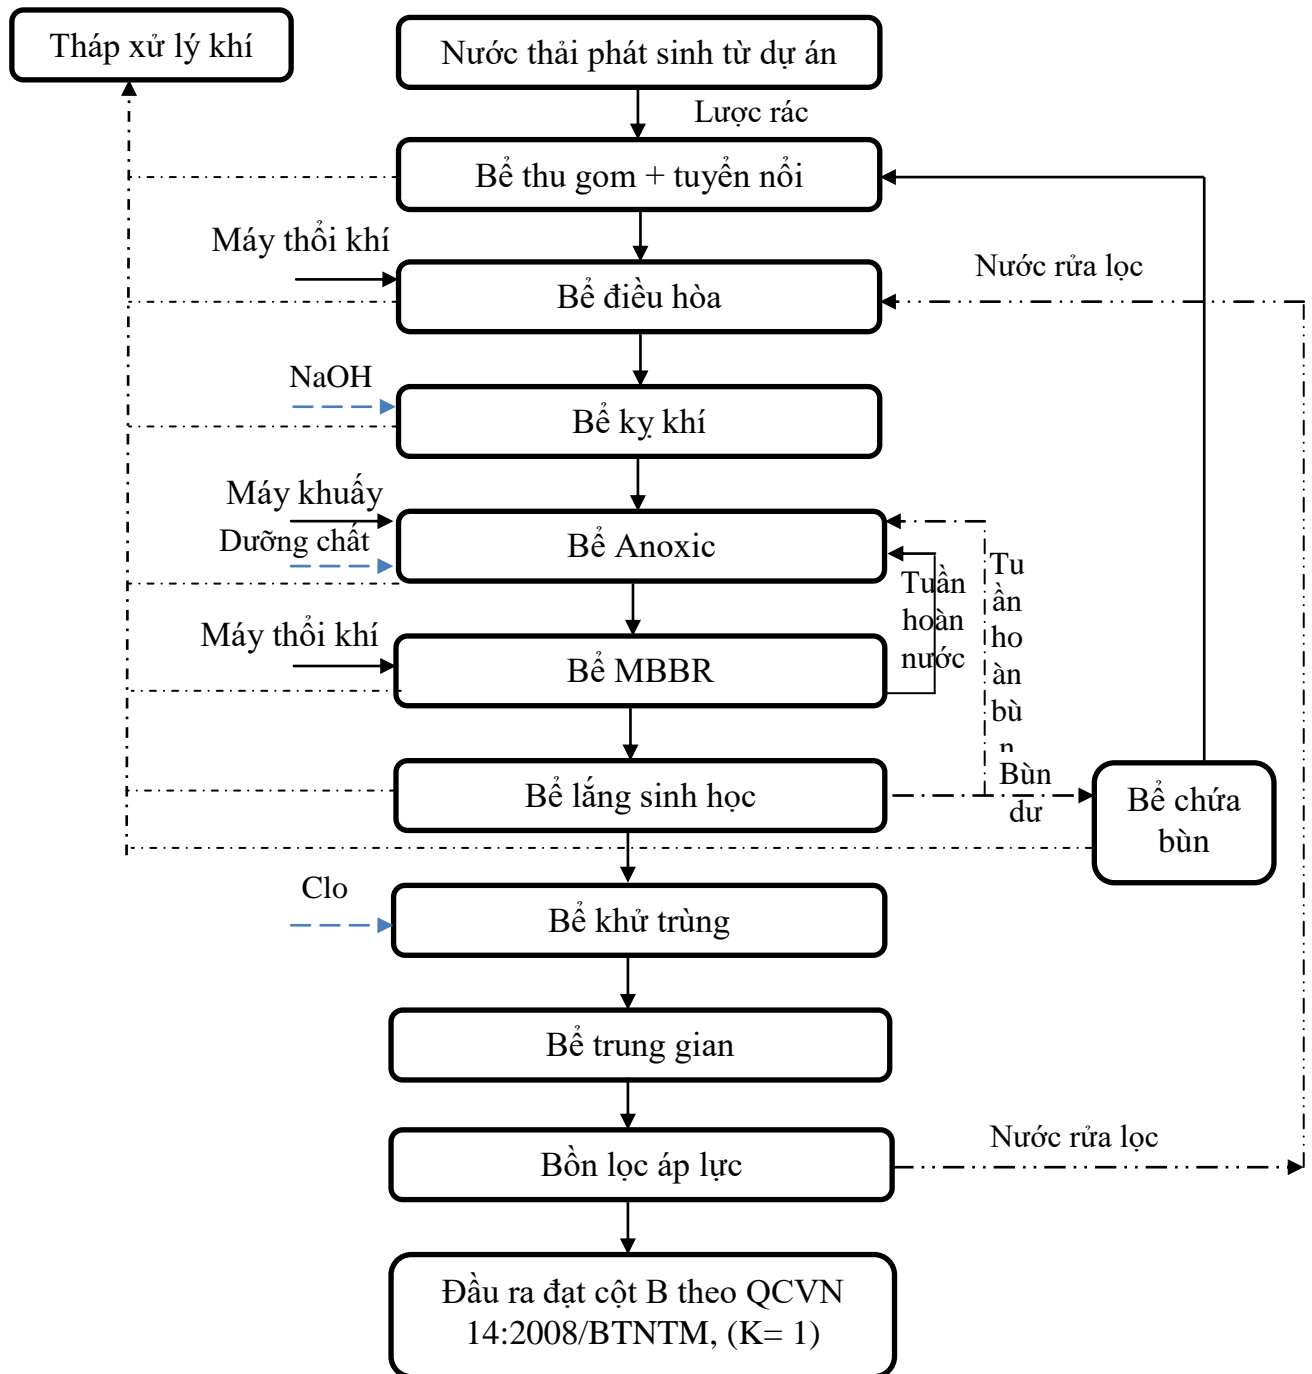 Tháp xử lý khí
Nước thải phát sinh từ dự án
Lược rác
Bể thu gom + tuyển nổi
Máy thổi khí
Nước rửa lọc
Bể điều hòa
NaOH
Bể kỵ khí
Máy khuấy
Dưỡng chất
Bể Anoxic
Tuần
hoàn
nước
Tu
ần
ho
àn
bù
n
Máy thổi khí
Bể MBBR
Bể lắng sinh học
Bùn
dư
Bể chứa
bùn
Clo
Bể khử trùng
Bể trung gian
Bồn lọc áp lực
Nước rửa lọc
Đầu ra đạt cột B theo QCVN
14:2008/BTNTM, (K= 1)